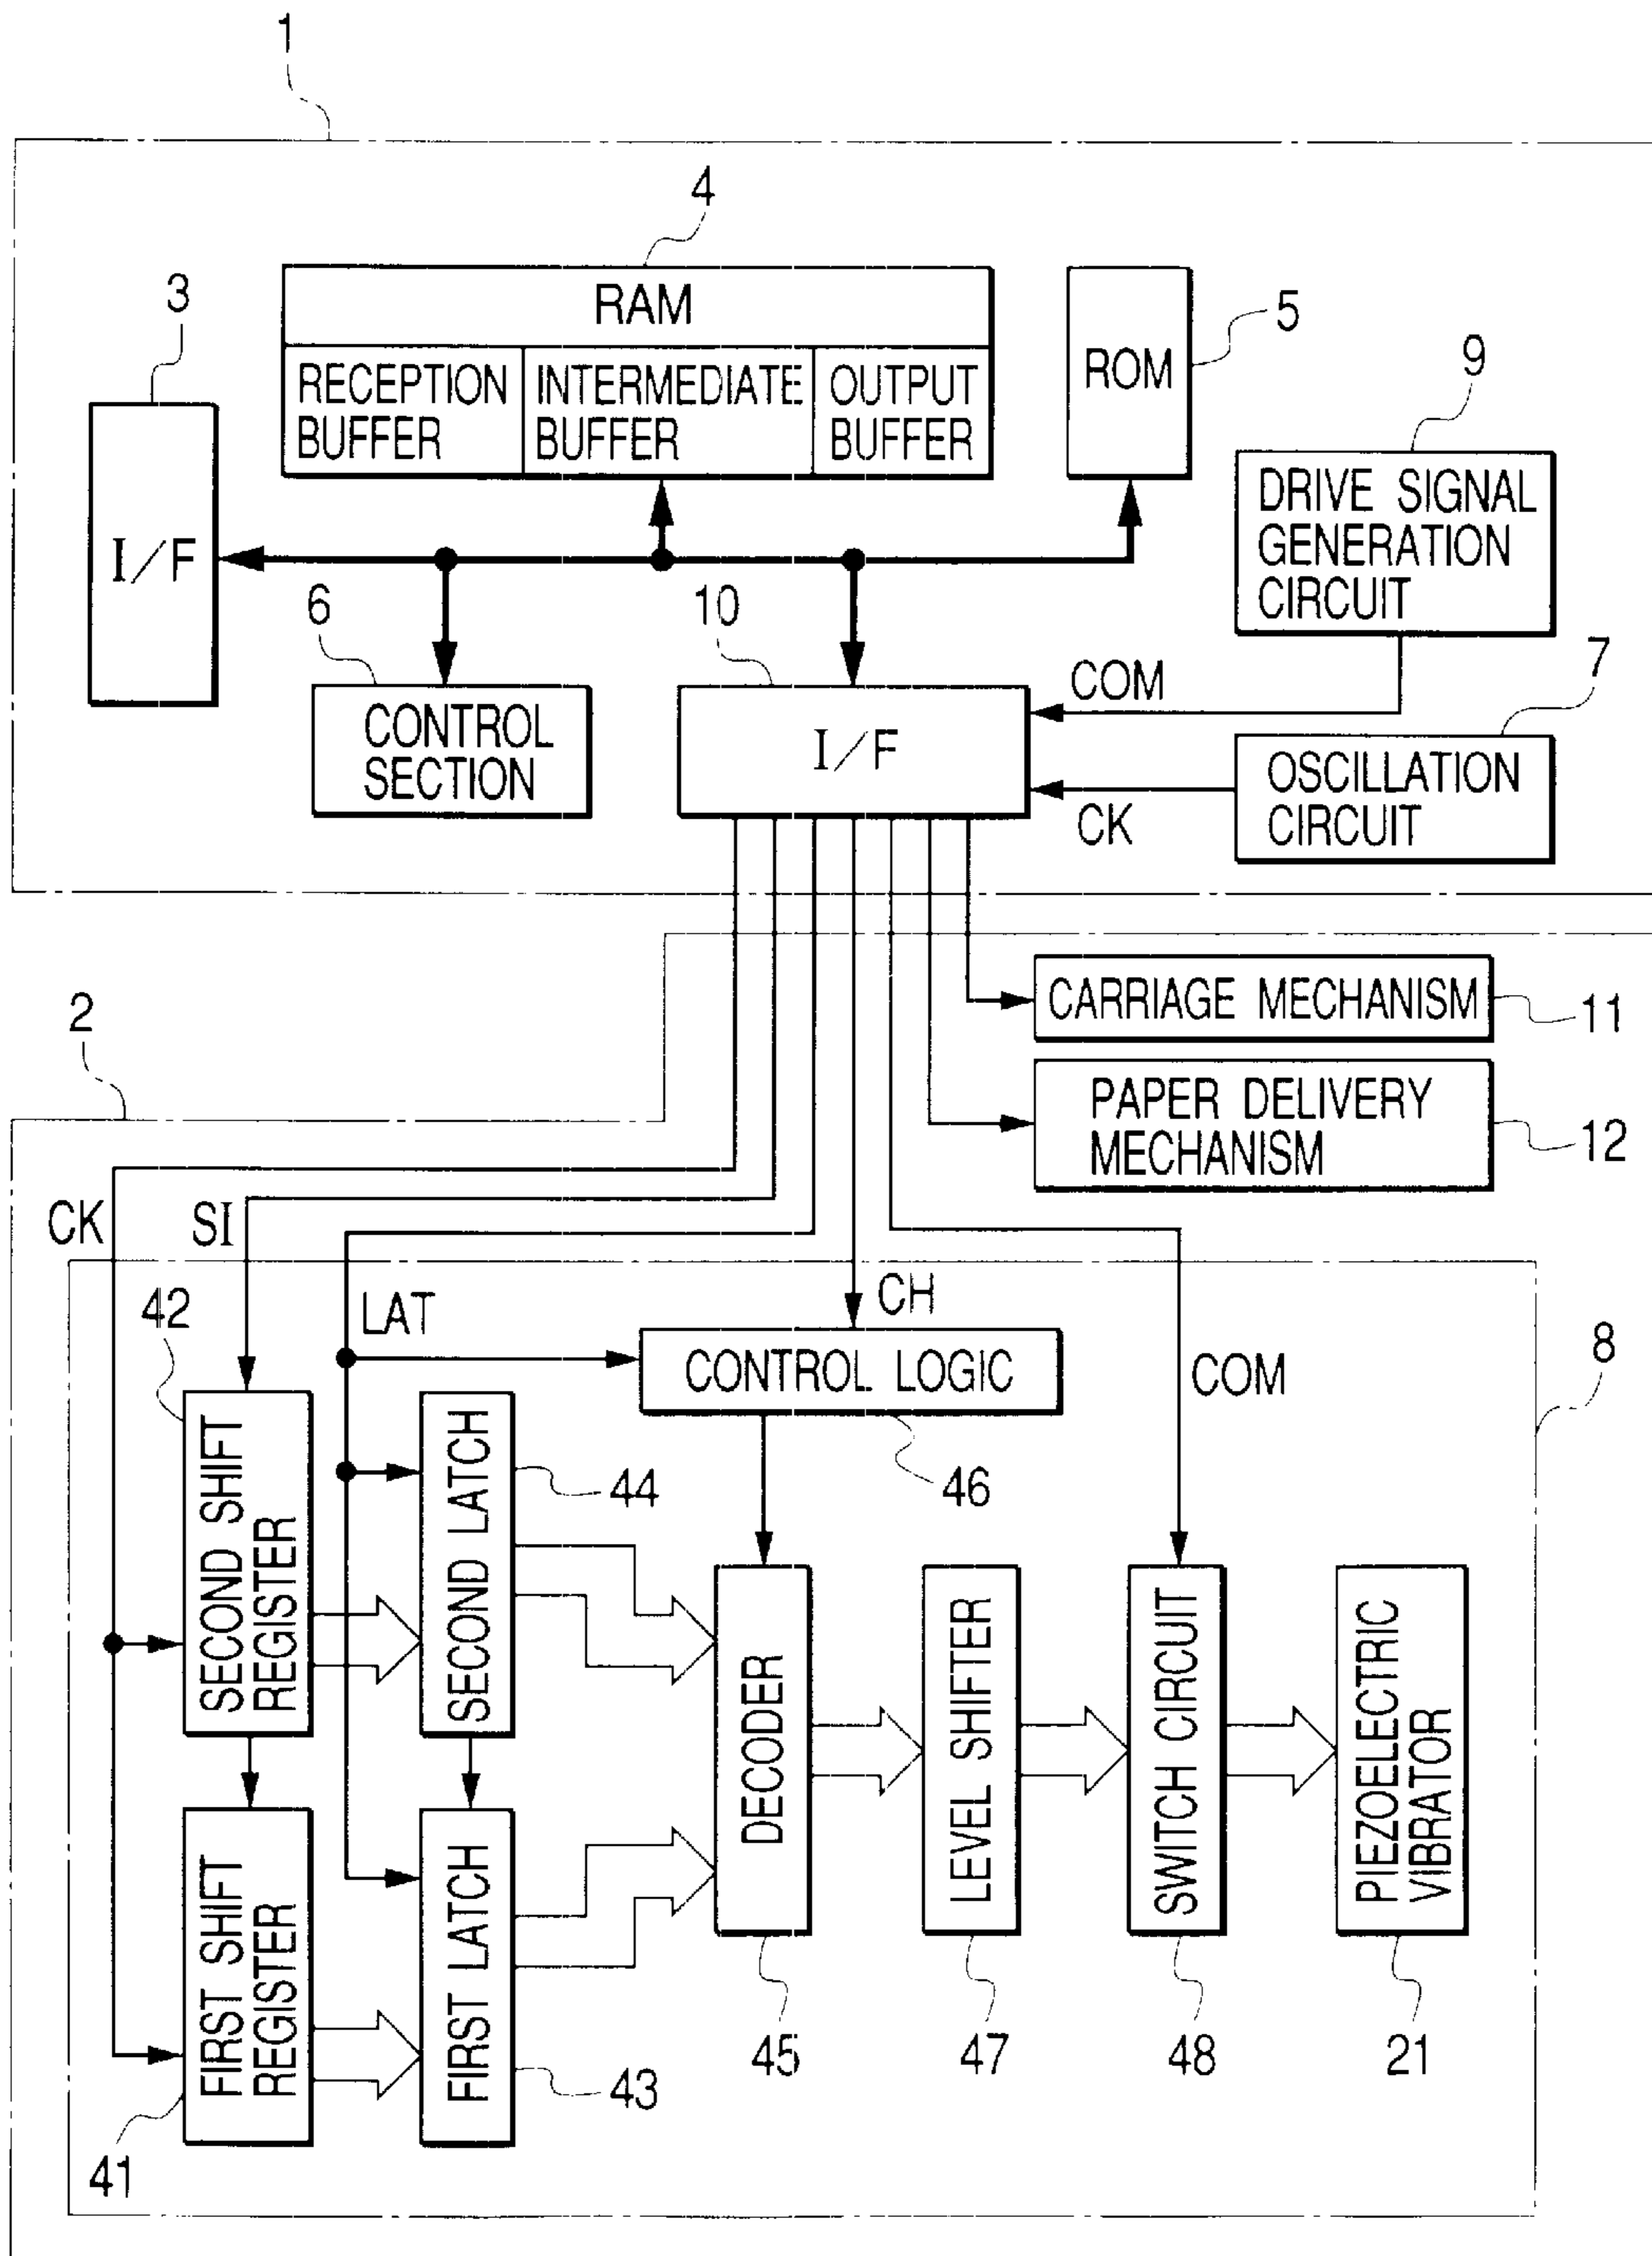 1
4
RAM
RECEPTION
BUFFER
INTERMEDIATE
BUFFER
OUTPUT
BUFFER
3
I/F
5
ROM
9
DRIVE SIGNAL
GENERATION
CIRCUIT
6
CONTROL
SECTION
10
I/F
COM
CK
7
OSCILLATION
CIRCUIT
CARRIAGE MECHANISM
11
PAPER DELIVERY
MECHANISM
12
2
CK
SI
LAT
CH
COM
8
42
SECOND SHIFT
REGISTER
44
SECOND LATCH
CONTROL LOGIC
46
41
FIRST SHIFT
REGISTER
43
FIRST LATCH
DECODER
45
LEVEL SHIFTER
47
SWITCH CIRCUIT
48
PIEZOELECTRIC
VIBRATOR
21